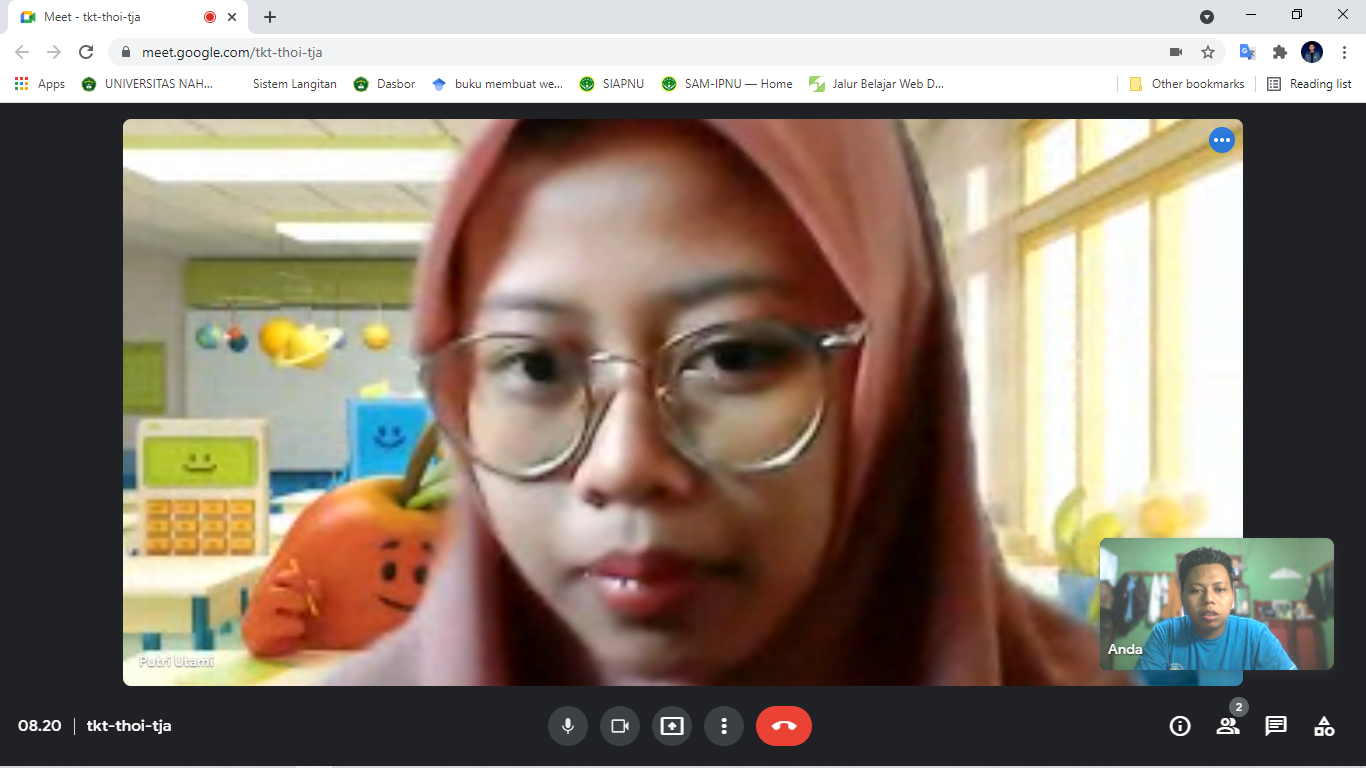 Meet - tkt-thoi-tja
meet.google.com/tkt-thoi-tja
Apps UNIVERSITAS NAH... Sistem Langitan Dasbor buku membuat we... SIAPNU SAM-IPNU — Home Jalur Belajar Web D... Other bookmarks Reading list
Putri Utami
Anda
08.20 | tkt-thoi-tja
2